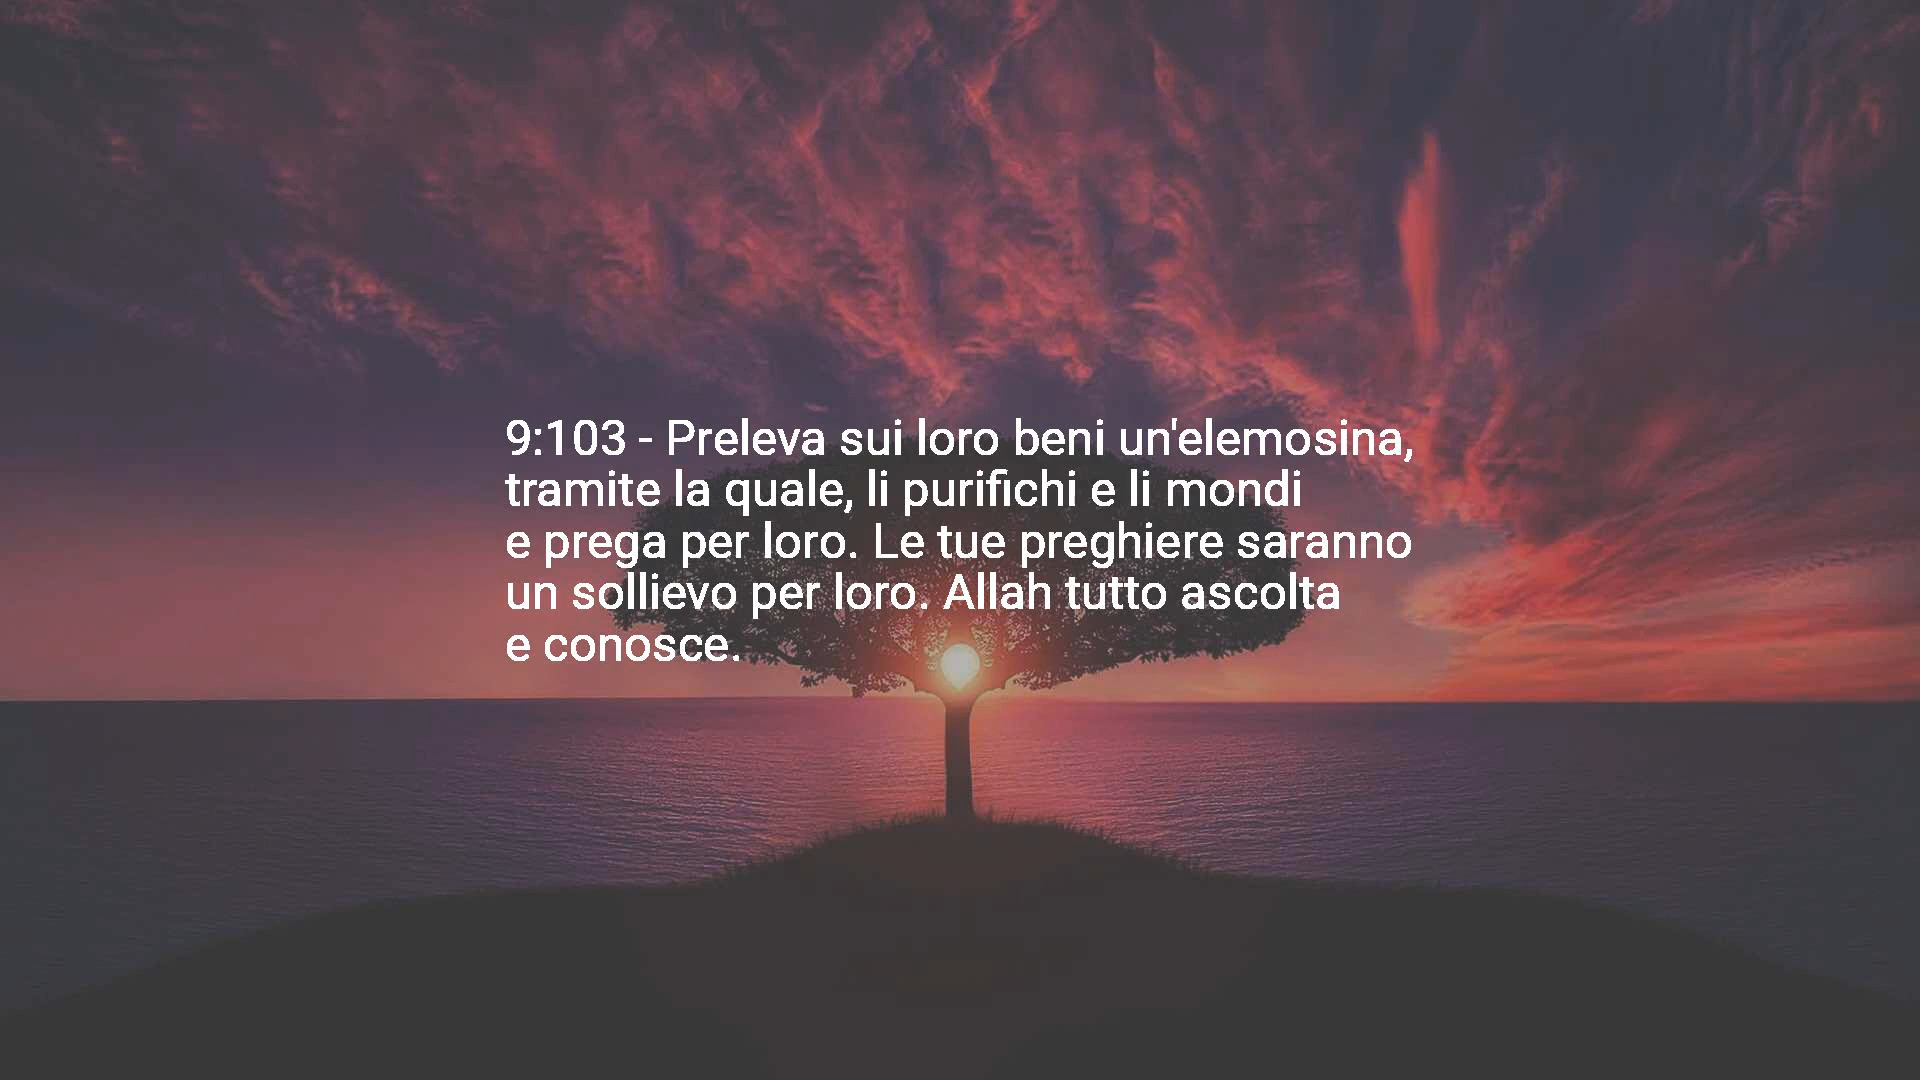 9:103 - Preleva sui loro beni un'elemosina,
tramite la quale, li purifichi e li mondi
e prega per loro. Le tue preghiere saranno
un sollievo per loro. Allah tutto ascolta
e conosce.